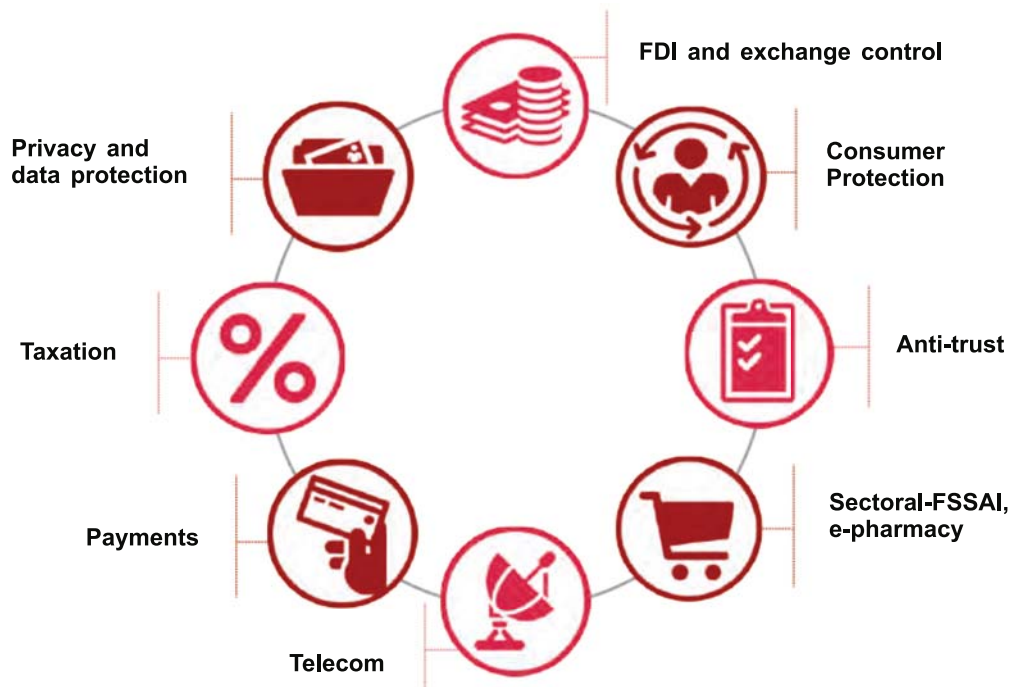 FDI and exchange control
Privacy and
data protection
Consumer
Protection
Taxation
Anti-trust
Sectoral-FSSAI,
e-pharmacy
Payments
Telecom